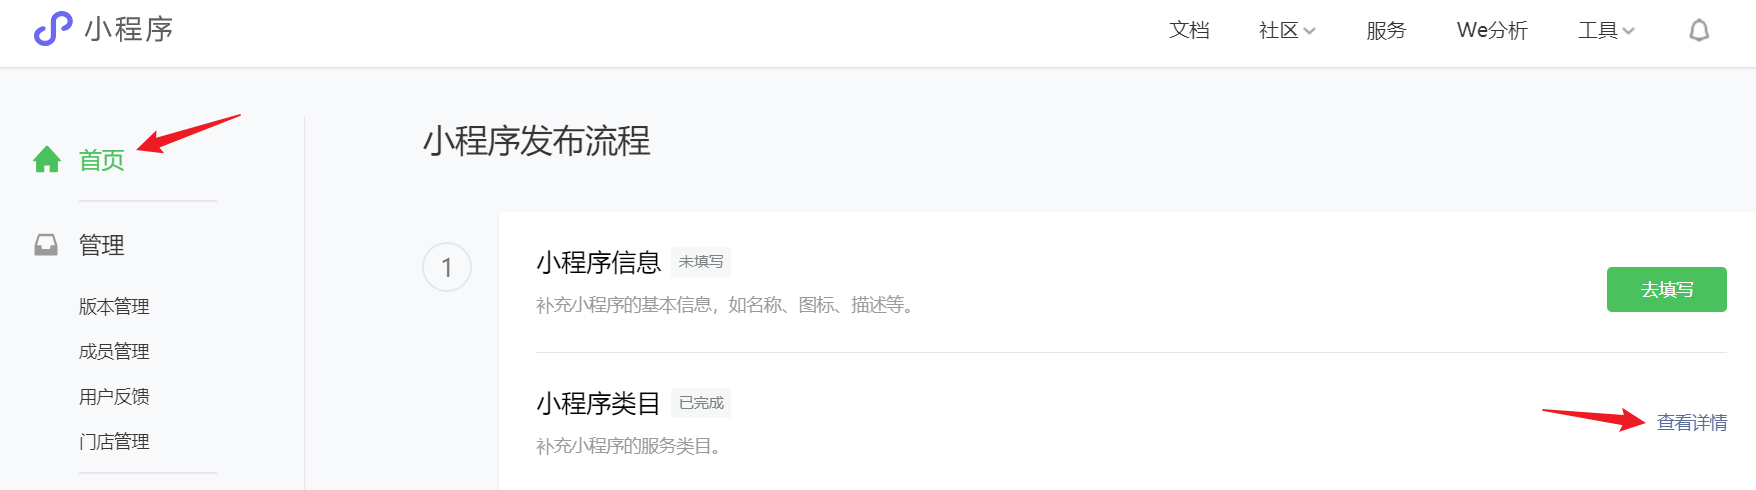 小程序
文档 社区 服务 We分析 工具
首页
管理
版本管理
成员管理
用户反馈
门店管理
小程序发布流程
1
小程序信息 未填写
补充小程序的基本信息，如名称、图标、描述等。
去填写
小程序类目 已完成
补充小程序的服务类目。
查看详情